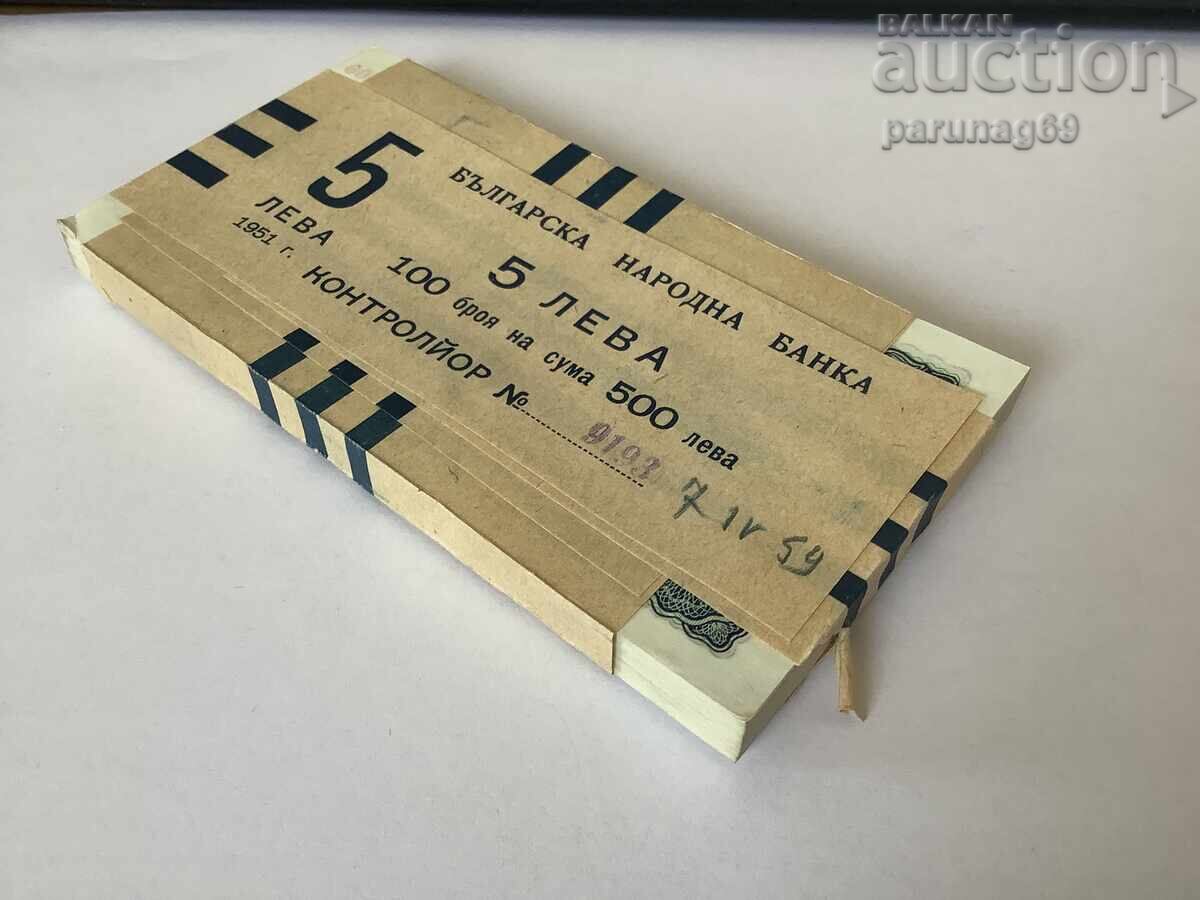 BALKAN
auction
parunag69
5
ЛЕВА
1951 г.
БЪЛГАРСКА НАРОДНА БАНКА
5 ЛЕВА
100 броя на сума 500 лева
КОНТРОЛЬОР №
7 IV 59